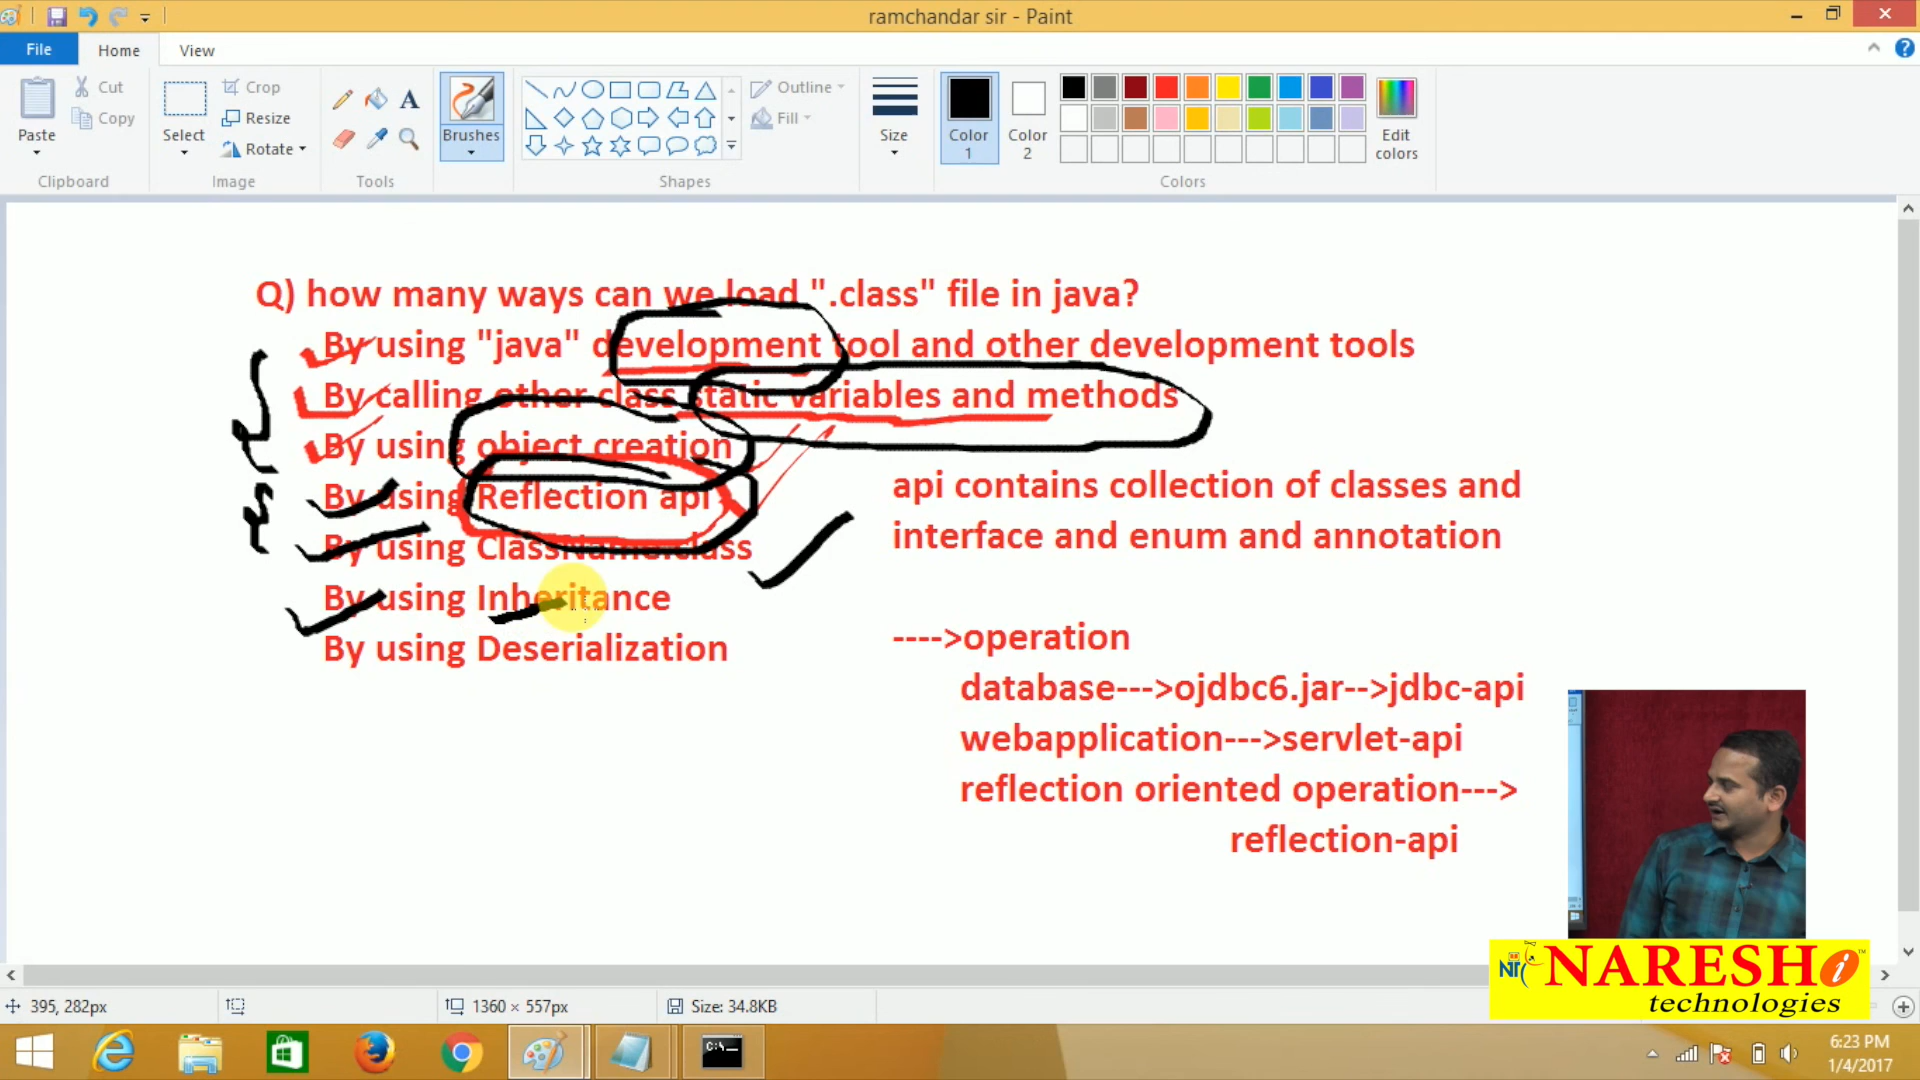 ramchandar sir - Paint
File
Home
View
Paste
Cut
Copy
Clipboard
Select
Crop
Resize
Rotate
Image
Tools
Brushes
Shapes
Outline
Fill
Size
Color 1
Color 2
Edit colors
Colors
Q) how many ways can we load ".class" file in java?
By using "java" development tool and other development tools
By calling other class static variables and methods
By using object creation
By using Reflection api
By using ClassName.class
By using Inheritance
By using Deserialization
api contains collection of classes and
interface and enum and annotation
---->operation
database--->ojdbc6.jar-->jdbc-api
webapplication--->servlet-api
reflection oriented operation--->
reflection-api
NARESH i
technologies
395, 282px
1360 × 557px
Size: 34.8KB
6:23 PM
1/4/2017